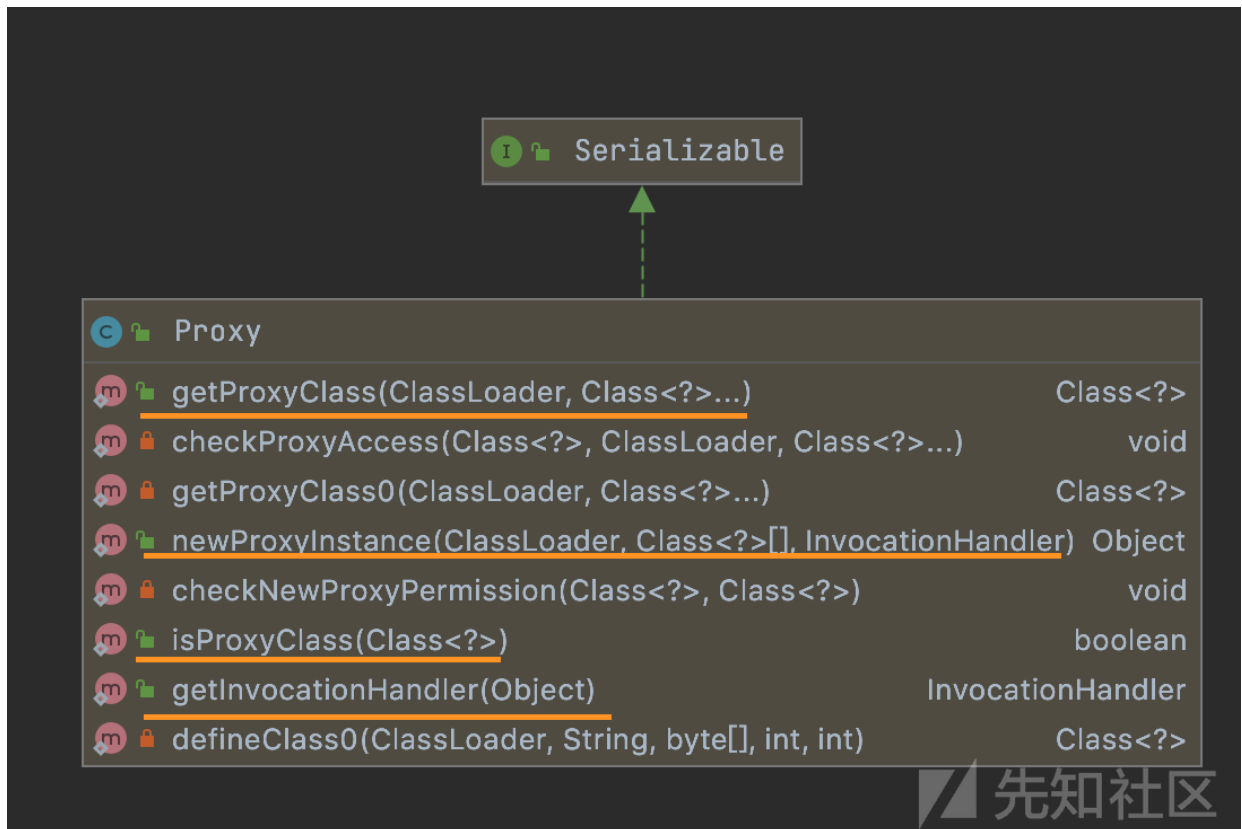 I Serializable
C Proxy
m getProxyClass(ClassLoader, Class<?>...) Class<?>
m checkProxyAccess(Class<?>, ClassLoader, Class<?>...) void
m getProxyClass0(ClassLoader, Class<?>...) Class<?>
m newProxyInstance(ClassLoader, Class<?>[], InvocationHandler) Object
m checkNewProxyPermission(Class<?>, Class<?>) void
m isProxyClass(Class<?>) boolean
m getInvocationHandler(Object) InvocationHandler
m defineClass0(ClassLoader, String, byte[], int, int) Class<?>
先知社区